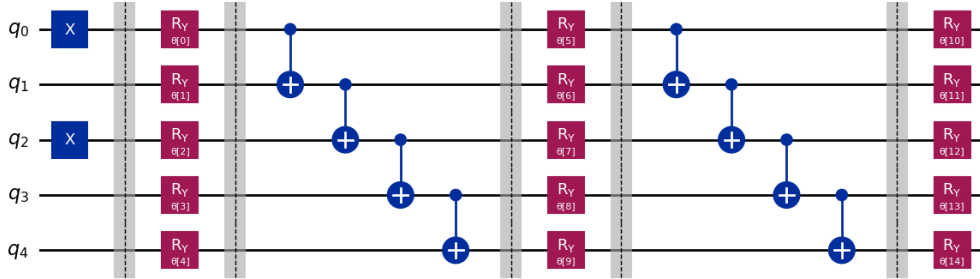 q0 X RY θ[0] RY θ[5] RY θ[10]
q1 RY θ[1] RY θ[6] RY θ[11]
q2 X RY θ[2] RY θ[7] RY θ[12]
q3 RY θ[3] RY θ[8] RY θ[13]
q4 RY θ[4] RY θ[9] RY θ[14]